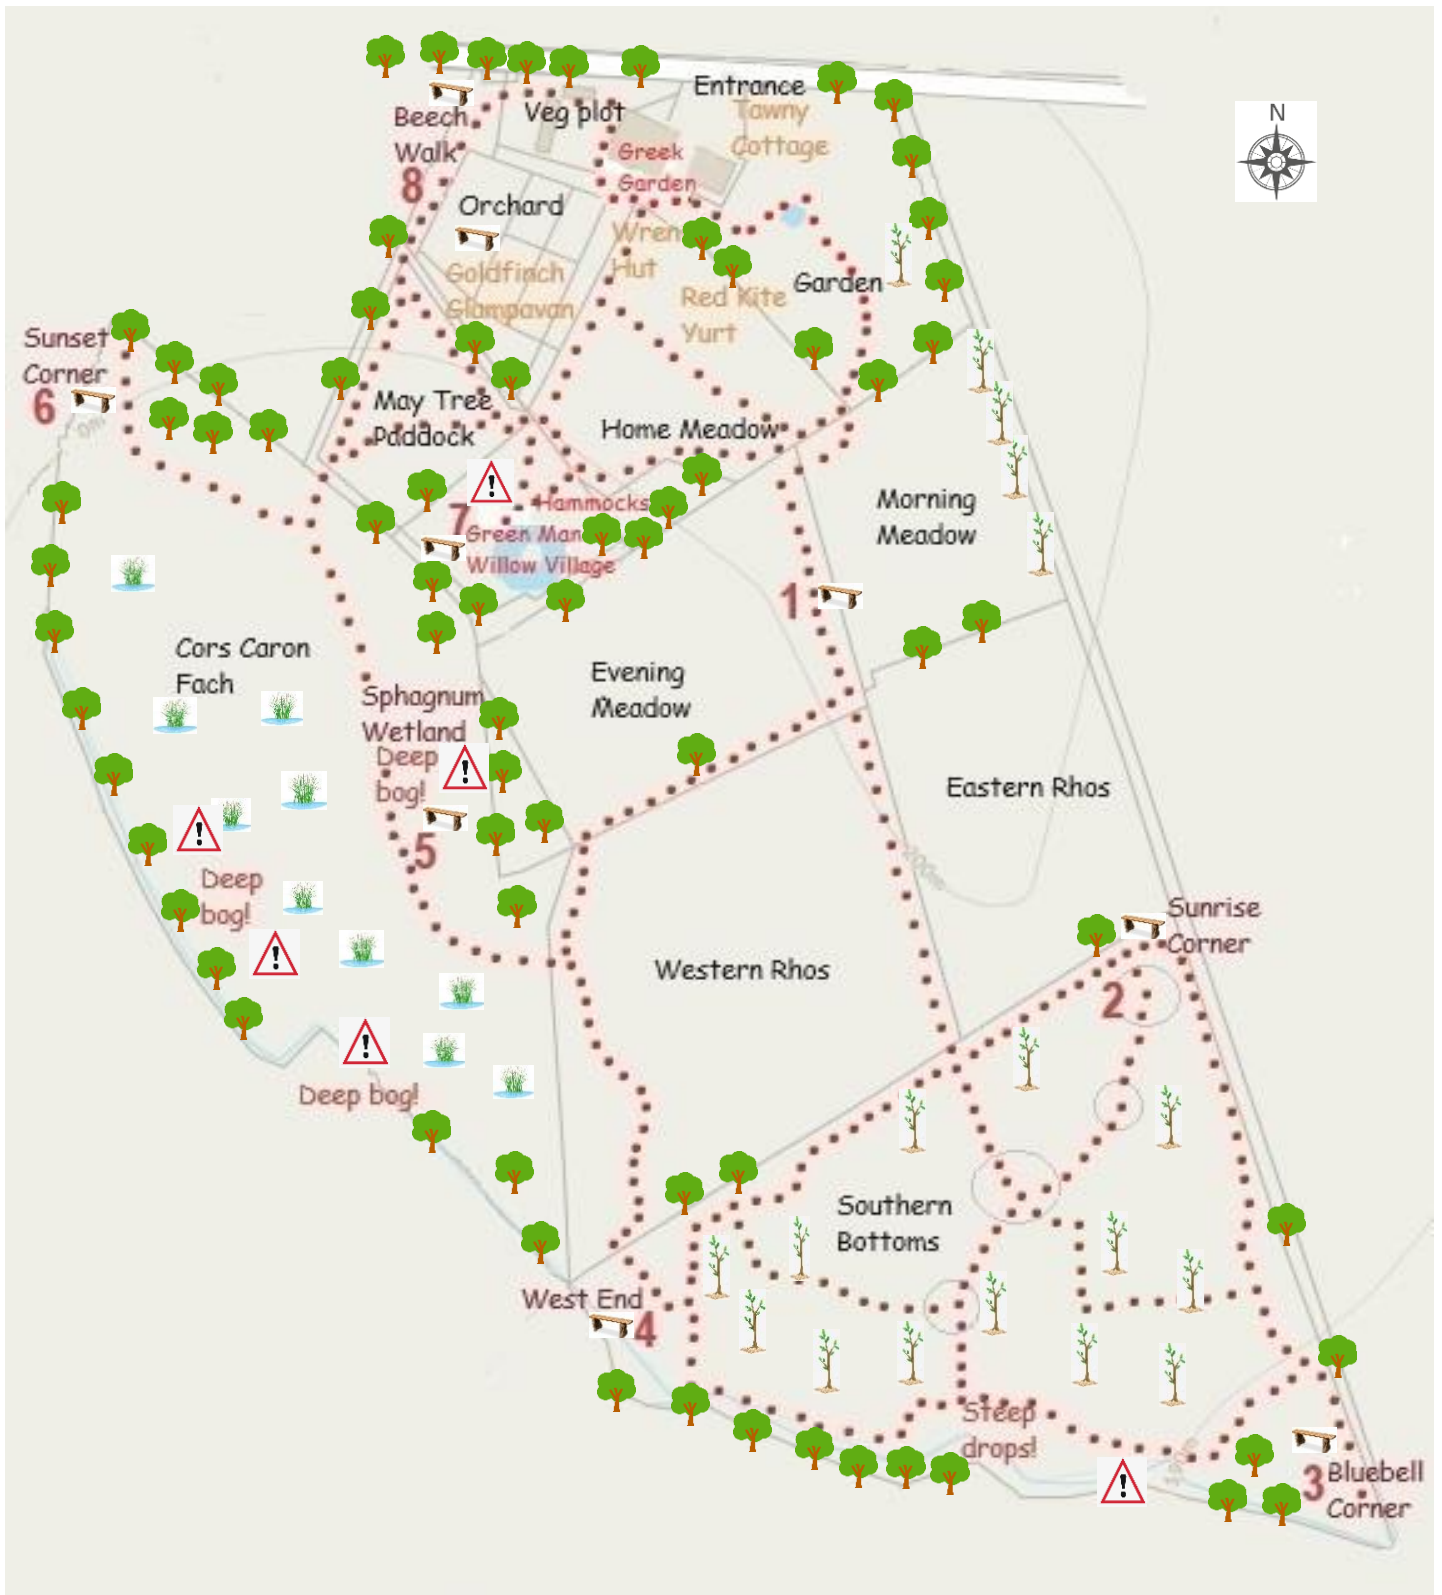 N
Entrance
Veg plot
Tawny
Cottage
Beech
Walk
8
Greek
Garden
Orchard
Wren
Hut
Goldfinch
Glampavan
Garden
Red Kite
Yurt
Sunset
Corner
6
0m
May Tree
Paddock
Home Meadow
!
7
Hammocks
Green Man
Willow Village
Morning
Meadow
1
Cors Caron
Fach
Evening
Meadow
Sphagnum
Wetland
Deep
bog!
!
5
Eastern Rhos
!
Deep
bog!
200m
!
Sunrise
Corner
2
Western Rhos
!
Deep bog!
Southern
Bottoms
West End
4
Steep
drops!
!
3
Bluebell
Corner